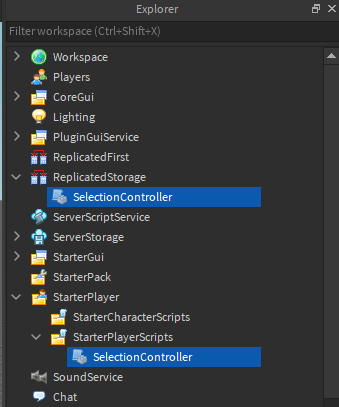 Explorer
Filter workspace (Ctrl+Shift+X)
Workspace
Players
CoreGui
Lighting
PluginGuiService
ReplicatedFirst
ReplicatedStorage
SelectionController
ServerScriptService
ServerStorage
StarterGui
StarterPack
StarterPlayer
StarterCharacterScripts
StarterPlayerScripts
SelectionController
SoundService
Chat